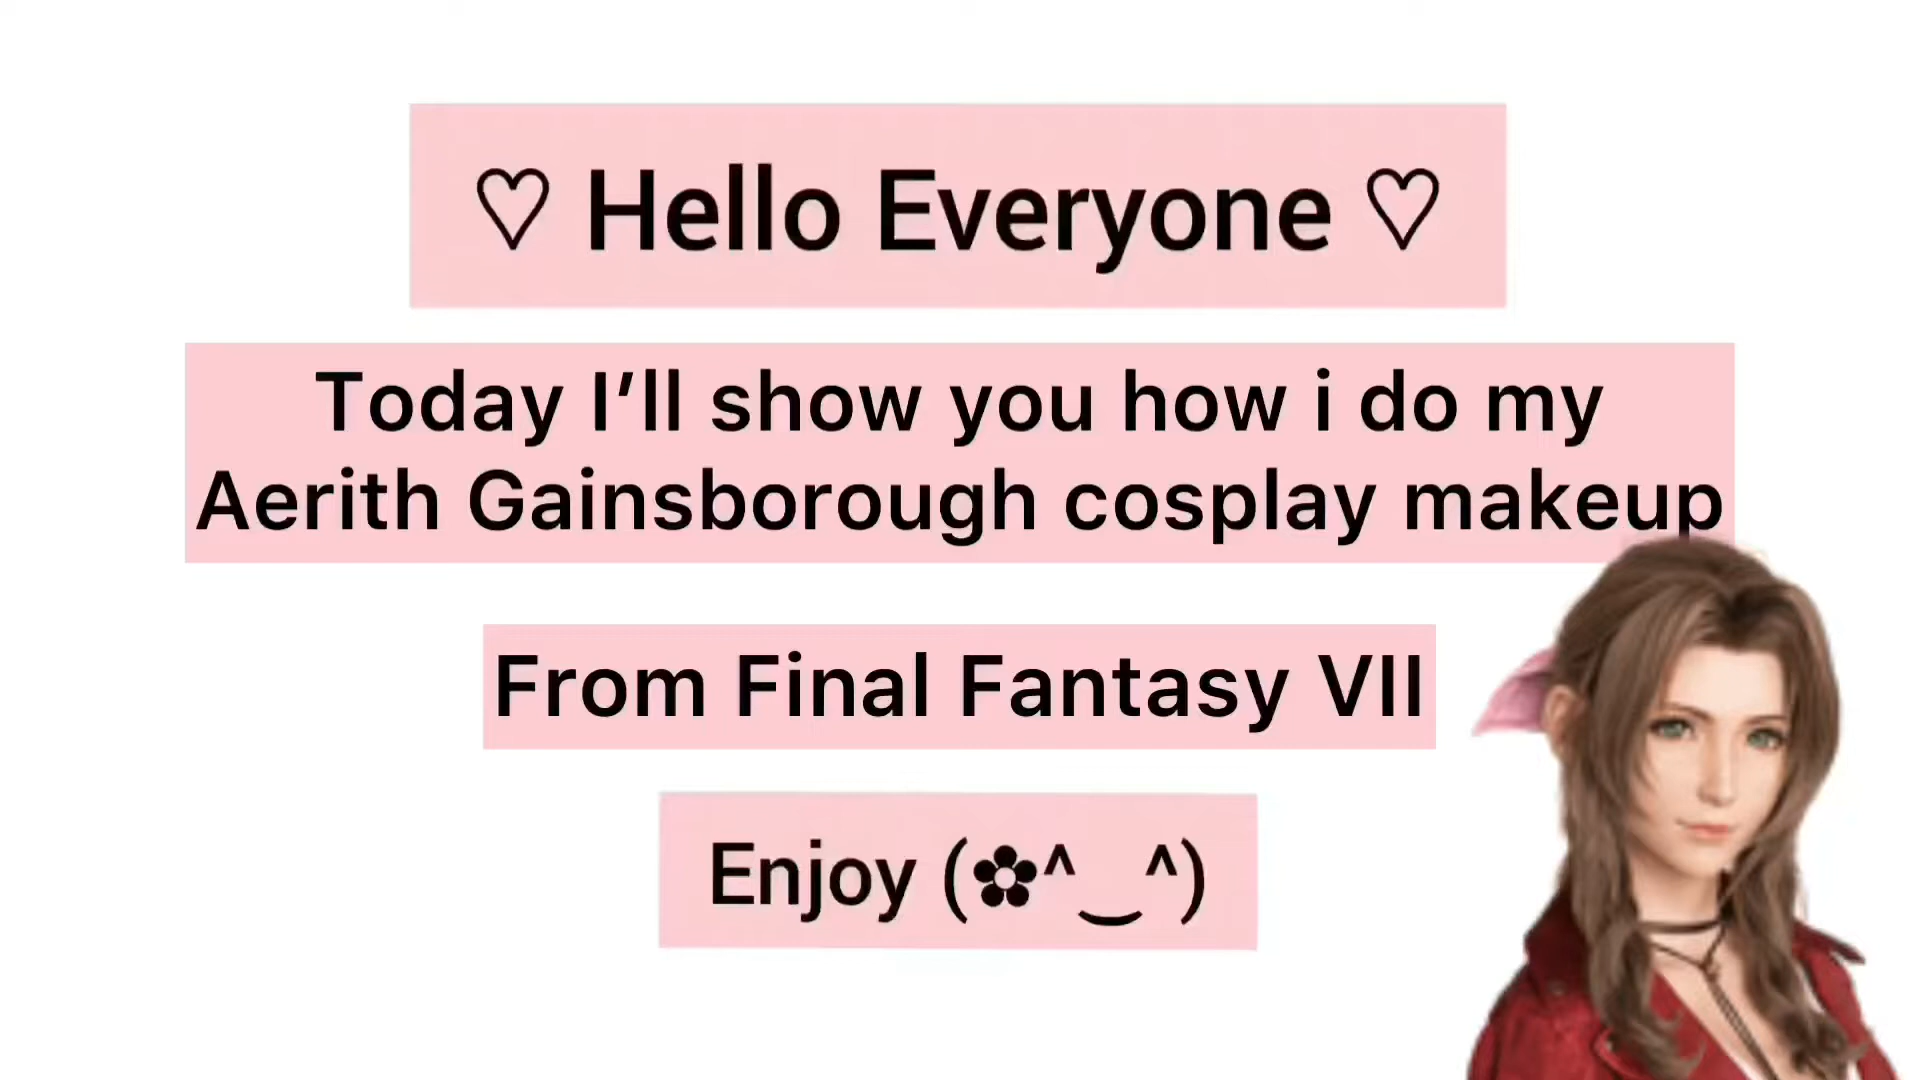 ♡ Hello Everyone ♡
Today I’ll show you how i do my
Aerith Gainsborough cosplay makeup
From Final Fantasy VII
Enjoy (✿^‿^)